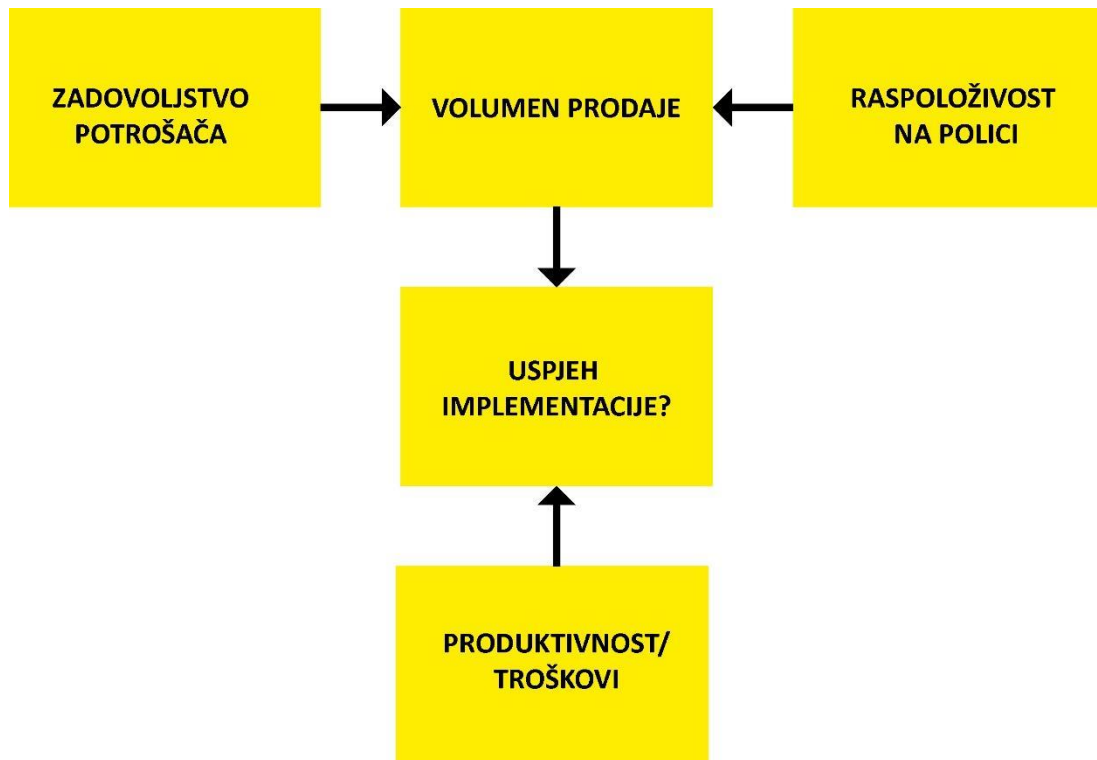 ZADOVOLJSTVO
POTROŠAČA
VOLUMEN PRODAJE
RASPOLOŽIVOST
NA POLICI
USPJEH
IMPLEMENTACIJE?
PRODUKTIVNOST/
TROŠKOVI